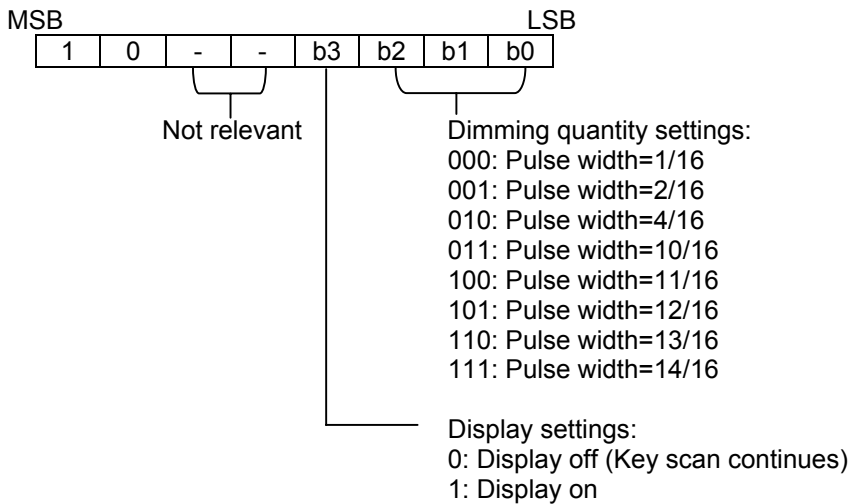 MSB LSB
1 0 - - b3 b2 b1 b0
Not relevant
Dimming quantity settings:
000: Pulse width=1/16
001: Pulse width=2/16
010: Pulse width=4/16
011: Pulse width=10/16
100: Pulse width=11/16
101: Pulse width=12/16
110: Pulse width=13/16
111: Pulse width=14/16
Display settings:
0: Display off (Key scan continues)
1: Display on